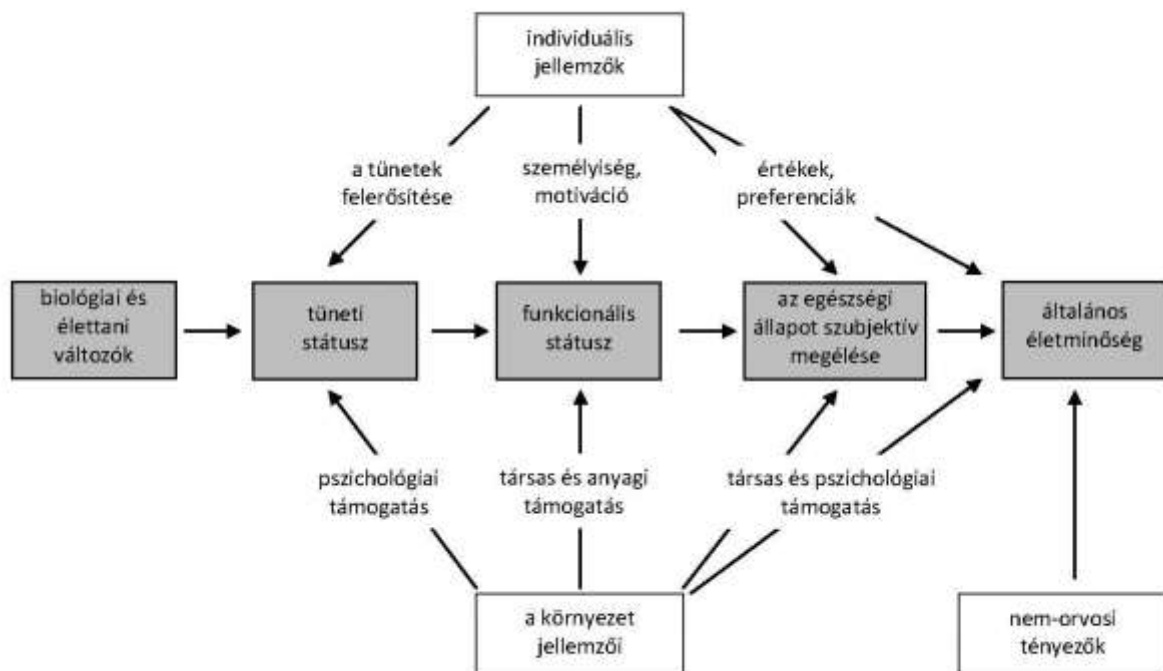 individuális
jellemzők
a tünetek
felerősítése
személyiség,
motiváció
értékek,
preferenciák
biológiai és
élettani
változók
tüneti
státusz
funkcionális
státusz
az egészségi
állapot szubjektív
megélése
általános
életminőség
pszichológiai
támogatás
társas és anyagi
támogatás
társas és pszichológiai
támogatás
a környezet
jellemzői
nem-orvosi
tényezők